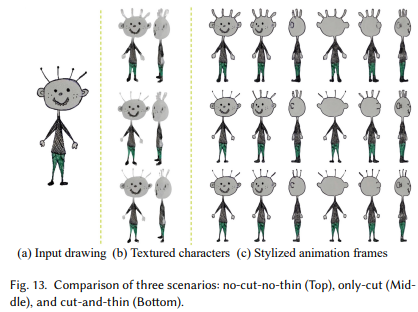 (a) Input drawing (b) Textured characters (c) Stylized animation frames
Fig. 13. Comparison of three scenarios: no-cut-no-thin (Top), only-cut (Mid-
dle), and cut-and-thin (Bottom).